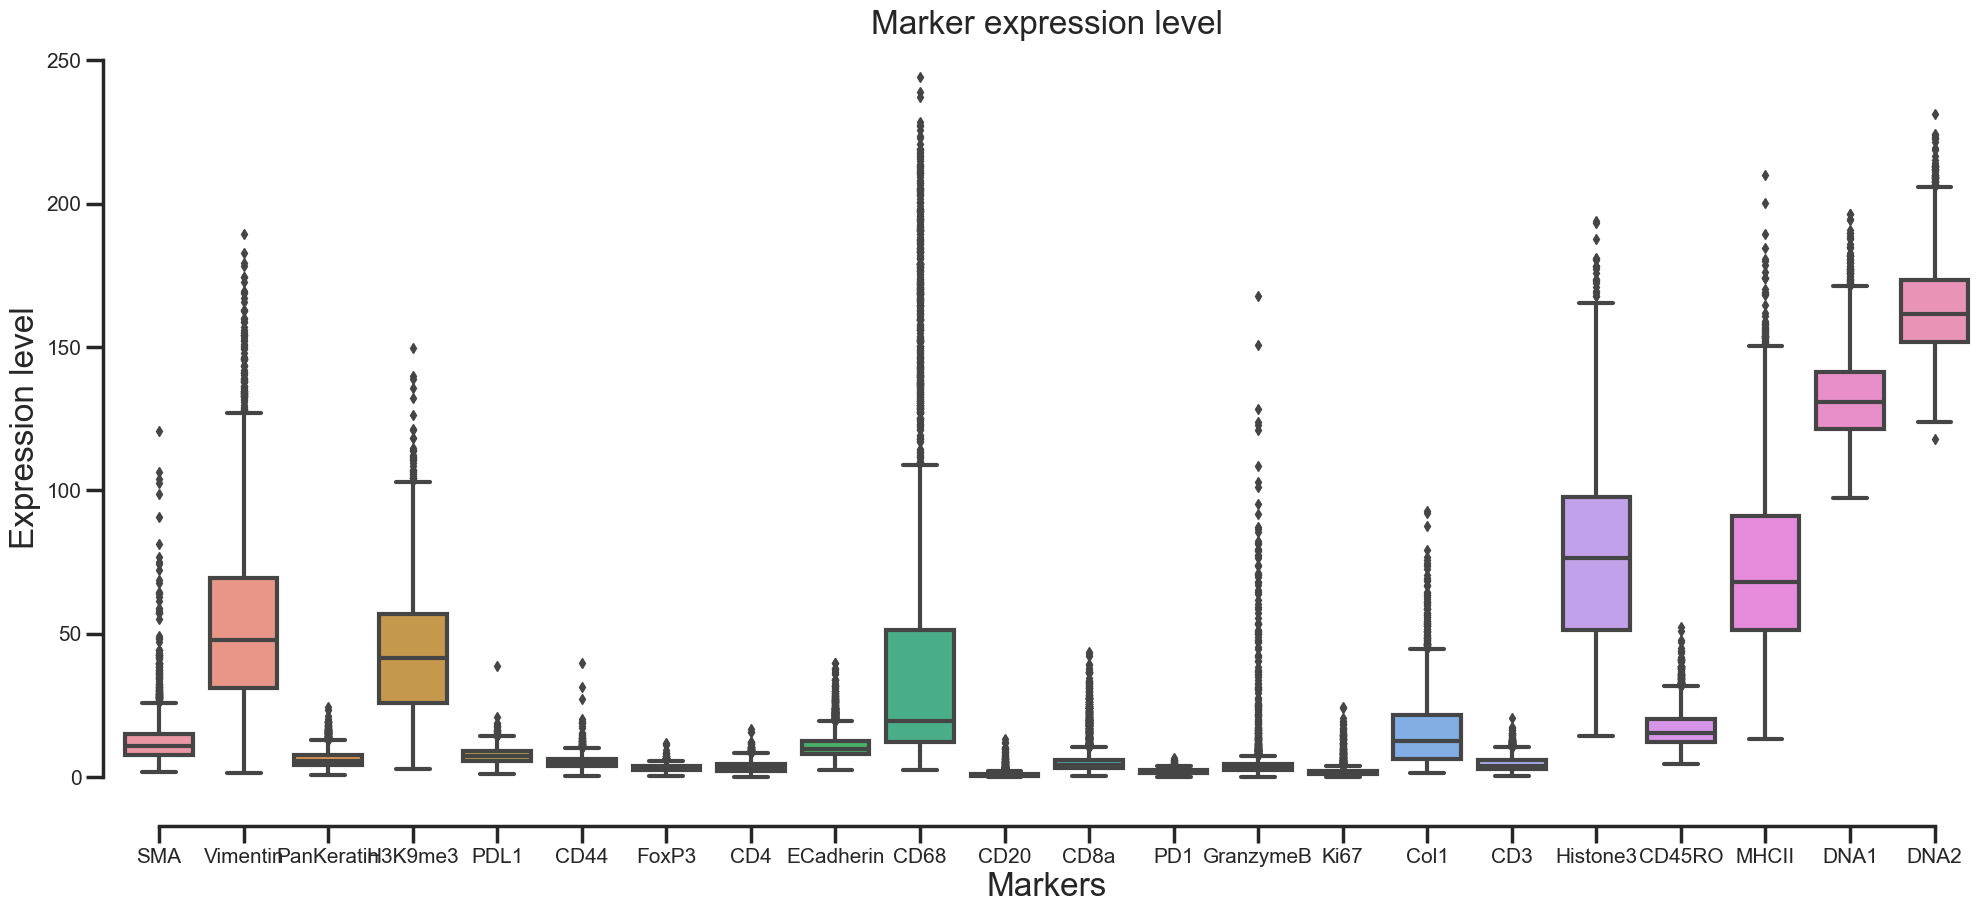 Marker expression level
250
200
150
100
50
0
Expression level
SMA Vimentin PanKeratin H3K9me3 PDL1 CD44 FoxP3 CD4 ECadherin CD68 CD20 CD8a PD1 GranzymeB Ki67 Col1 CD3 Histone3 CD45RO MHCII DNA1 DNA2
Markers